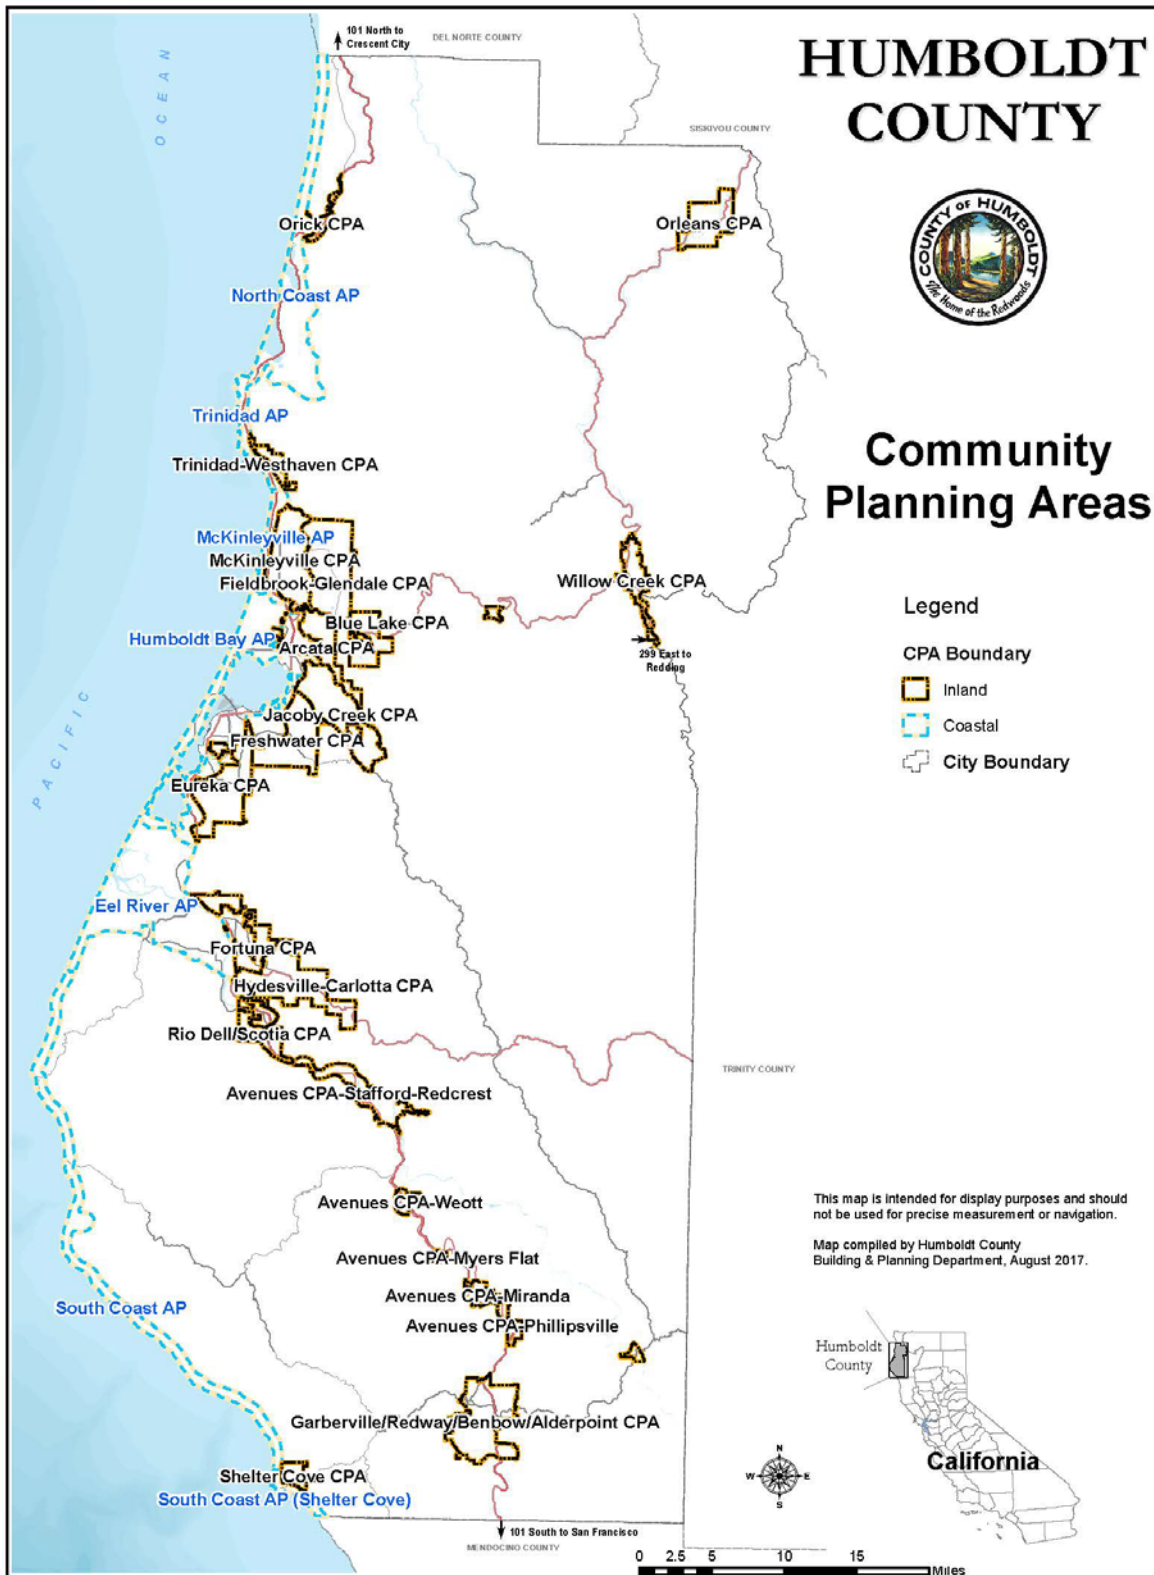 101 North to
Crescent City
DEL NORTE COUNTY
HUMBOLDT
COUNTY
OCEAN
SISKIYOU COUNTY
COUNTY OF HUMBOLDT
The Home of the Redwoods
Orick CPA
Orleans CPA
North Coast AP
Trinidad AP
Trinidad-Westhaven CPA
Community
Planning Areas
McKinleyville AP
McKinleyville CPA
Fieldbrook-Glendale CPA
Willow Creek CPA
Blue Lake CPA
Humboldt Bay AP
Arcata CPA
299 East to
Redding
Legend
CPA Boundary
Inland
Coastal
City Boundary
Jacoby Creek CPA
Freshwater CPA
PACIFIC
Eureka CPA
Eel River AP
Fortuna CPA
Hydesville-Carlotta CPA
Rio Dell/Scotia CPA
TRINITY COUNTY
Avenues CPA-Stafford-Redcrest
Avenues CPA-Weott
This map is intended for display purposes and should
not be used for precise measurement or navigation.
Map compiled by Humboldt County
Building & Planning Department, August 2017.
Avenues CPA-Myers Flat
Avenues CPA-Miranda
South Coast AP
Avenues CPA-Phillipsville
Humboldt
County
Garberville/Redway/Benbow/Alderpoint CPA
California
Shelter Cove CPA
South Coast AP (Shelter Cove)
N
W
E
S
101 South to San Francisco
MENDOCINO COUNTY
0 2.5 5 10 15
Miles